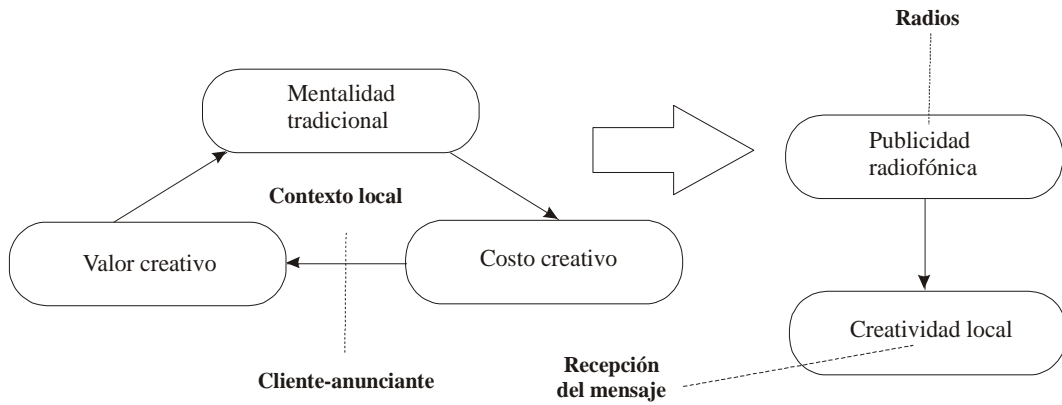 Radios
Mentalidad
tradicional
Publicidad
radiofónica
Contexto local
Valor creativo
Costo creativo
Creatividad local
Cliente-anunciante
Recepción
del mensaje